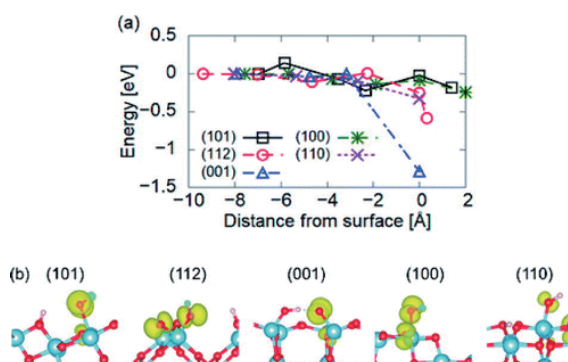 (a)
Energy [eV]
1
0.5
0
−0.5
−1
−1.5
(101) (100)
(112) (110)
(001)
−10 −8 −6 −4 −2 0 2
Distance from surface [Å]
(b) (101) (112) (001) (100) (110)